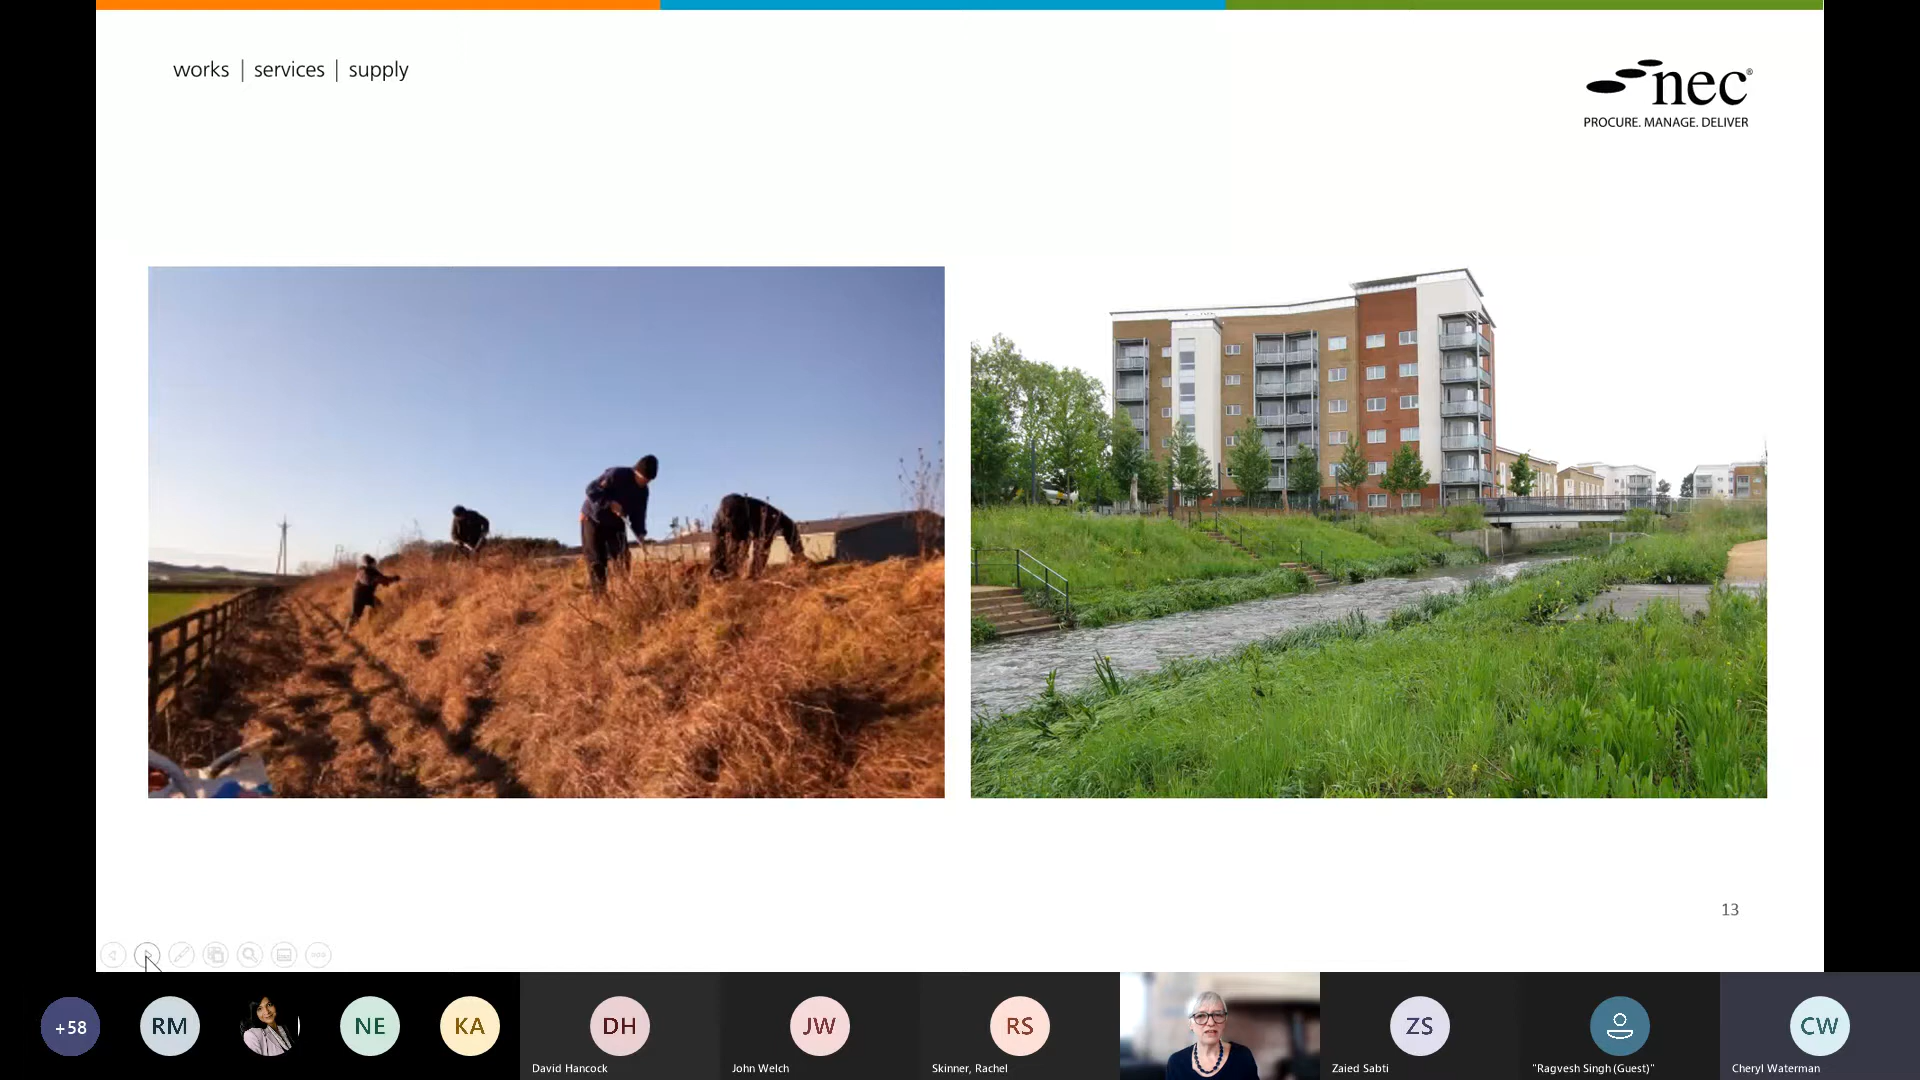 works | services | supply
nec®
PROCURE. MANAGE. DELIVER
13
+58
RM
NE
KA
DH
JW
RS
ZS
CW
David Hancock
John Welch
Skinner, Rachel
Zaied Sabti
"Ragvesh Singh (Guest)"
Cheryl Waterman